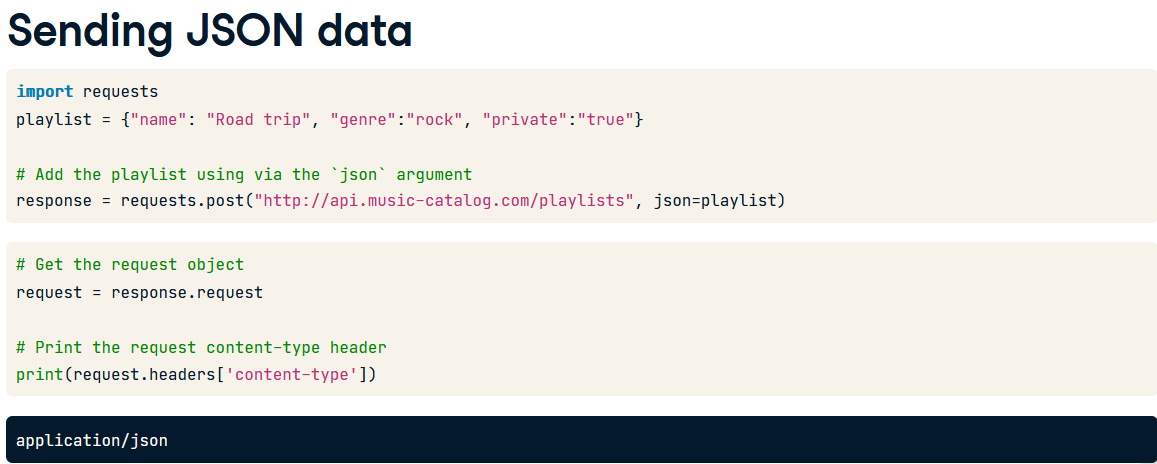 Sending JSON data
import requests
playlist = {"name": "Road trip", "genre":"rock", "private":"true"}
# Add the playlist using via the `json` argument
response = requests.post("http://api.music-catalog.com/playlists", json=playlist)
# Get the request object
request = response.request
# Print the request content-type header
print(request.headers['content-type'])
application/json